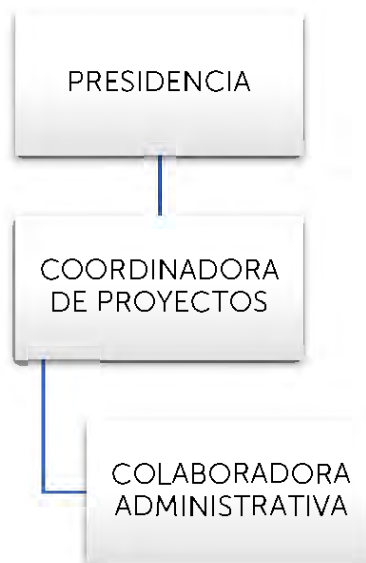 PRESIDENCIA
COORDINADORA
DE PROYECTOS
COLABORADORA
ADMINISTRATIVA